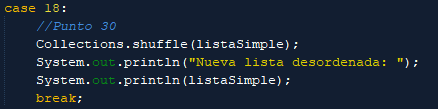 case 18:
//Punto 30
Collections.shuffle(listaSimple);
System.out.println("Nueva lista desordenada: ");
System.out.println(listaSimple);
break;